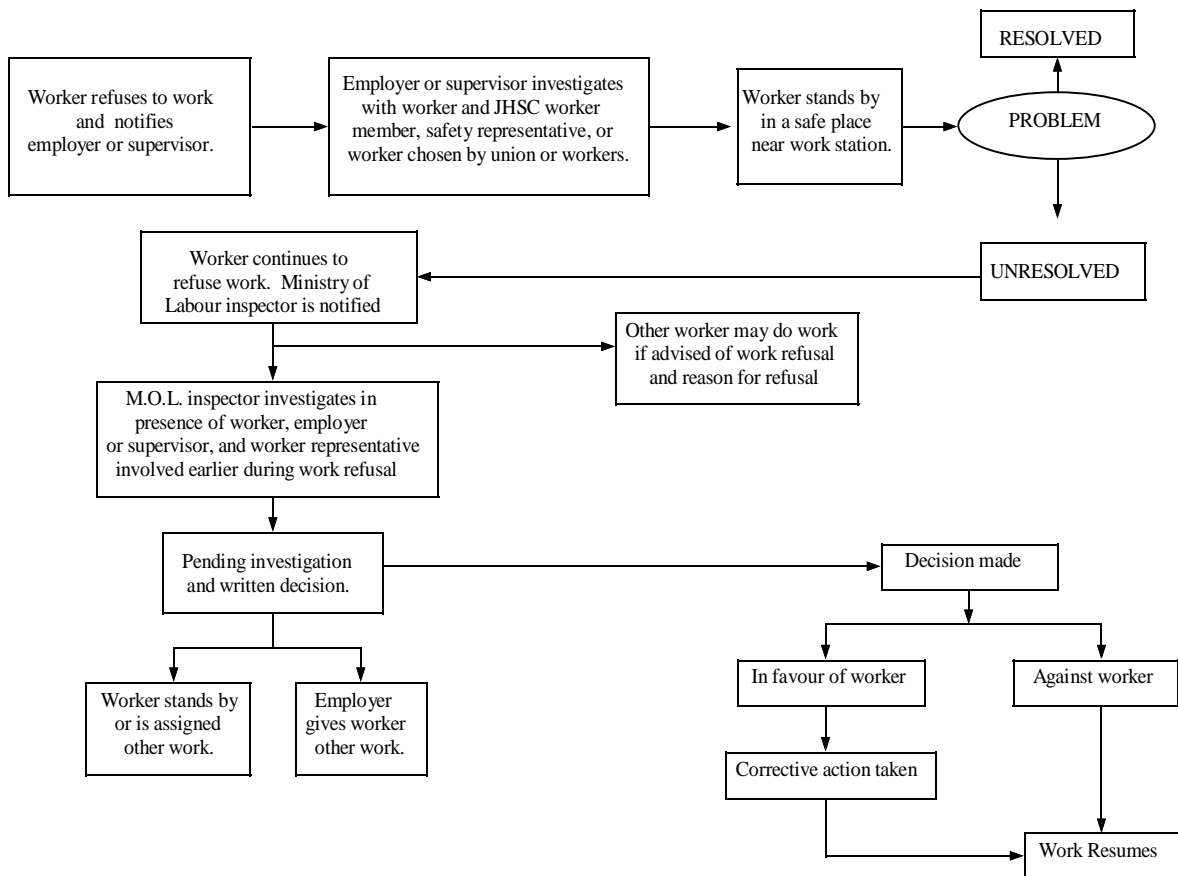 Worker refuses to work
and notifies
employer or supervisor.
Employer or supervisor investigates
with worker and JHSC worker
member, safety representative, or
worker chosen by union or workers.
Worker stands by
in a safe place
near work station.
RESOLVED
PROBLEM
UNRESOLVED
Worker continues to
refuse work. Ministry of
Labour inspector is notified
Other worker may do work
if advised of work refusal
and reason for refusal
M.O.L. inspector investigates in
presence of worker, employer
or supervisor, and worker representative
involved earlier during work refusal
Pending investigation
and written decision.
Worker stands by
or is assigned
other work.
Employer
gives worker
other work.
Decision made
In favour of worker
Against worker
Corrective action taken
Work Resumes